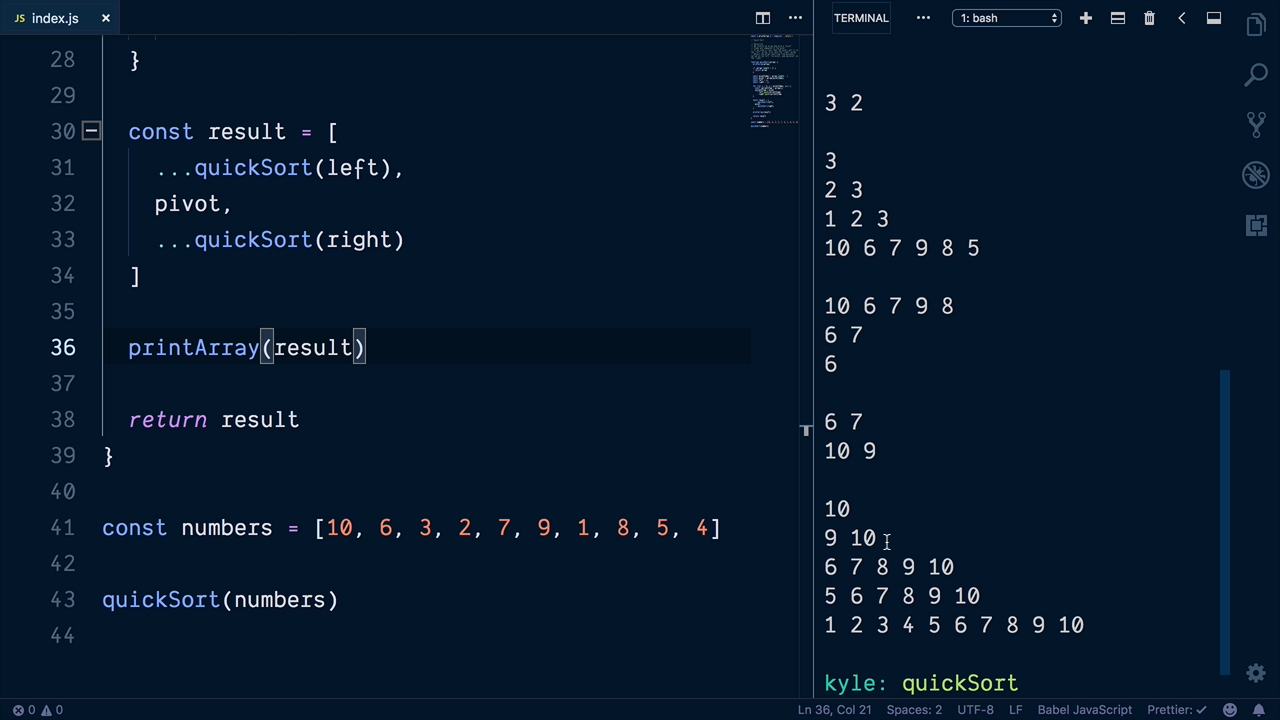 JS index.js ×
28 }
29
30 const result = [
31 ...quickSort(left),
32 pivot,
33 ...quickSort(right)
34 ]
35
36 printArray(result)
37
38 return result
39 }
40
41 const numbers = [10, 6, 3, 2, 7, 9, 1, 8, 5, 4]
42
43 quickSort(numbers)
44
TERMINAL ... 1: bash
3 2
3
2 3
1 2 3
10 6 7 9 8 5
10 6 7 9 8
6 7
6
6 7
10 9
10
9 10
6 7 8 9 10
5 6 7 8 9 10
1 2 3 4 5 6 7 8 9 10
kyle: quickSort
0 0 Ln 36, Col 21 Spaces: 2 UTF-8 LF Babel JavaScript Prettier: ✓